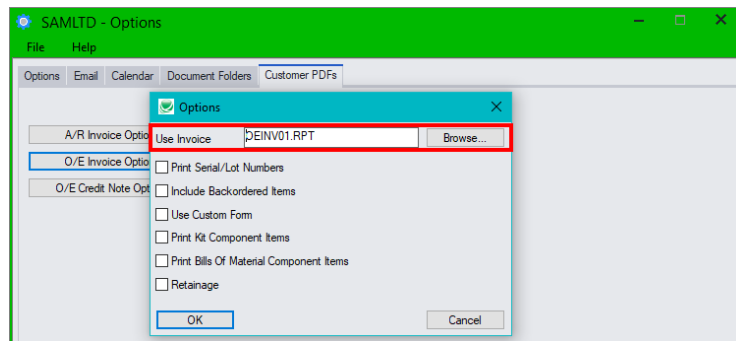 SAMLTD - Options
File Help
Options Email Calendar Document Folders Customer PDFs
Options
A/R Invoice Optio
Use Invoice OEINV01.RPT Browse...
O/E Invoice Optio
Print Serial/Lot Numbers
O/E Credit Note Opt
Include Backordered Items
Use Custom Form
Print Kit Component Items
Print Bills Of Material Component Items
Retainage
OK Cancel